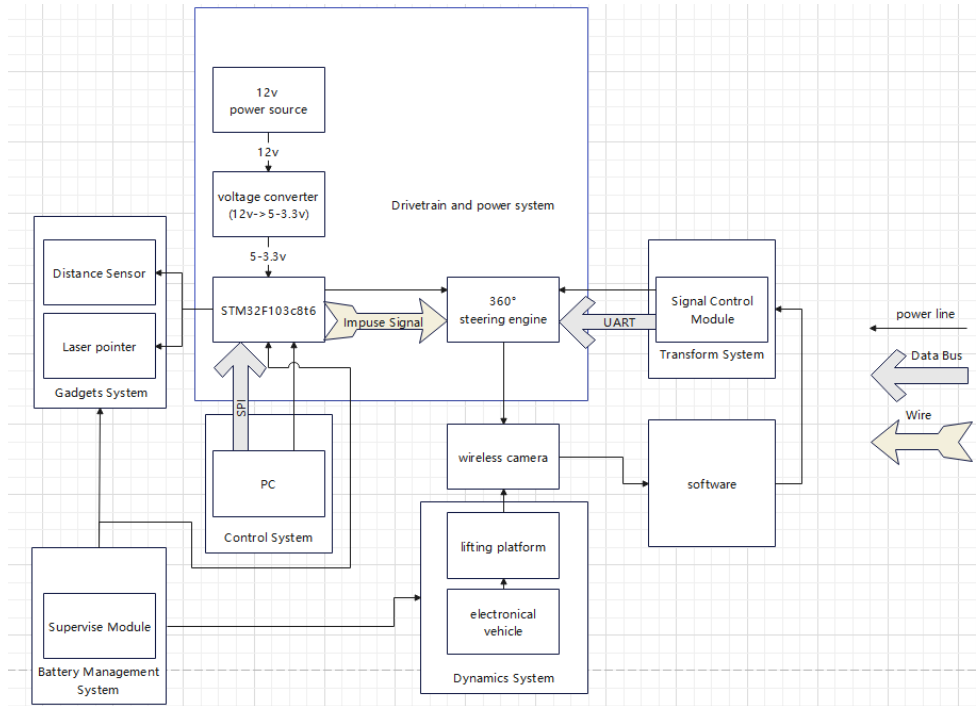 12v
power source
12v
voltage converter
(12v->5-3.3v)
Drivetrain and power system
5-3.3v
Distance Sensor
STM32F103c8t6
Impuse Signal
360°
steering engine
UART
Signal Control
Module
Transform System
power line
Laser pointer
Gadgets System
Data Bus
SPI
Wire
PC
Control System
wireless camera
software
lifting platform
electronical
vehicle
Dynamics System
Supervise Module
Battery Management
System